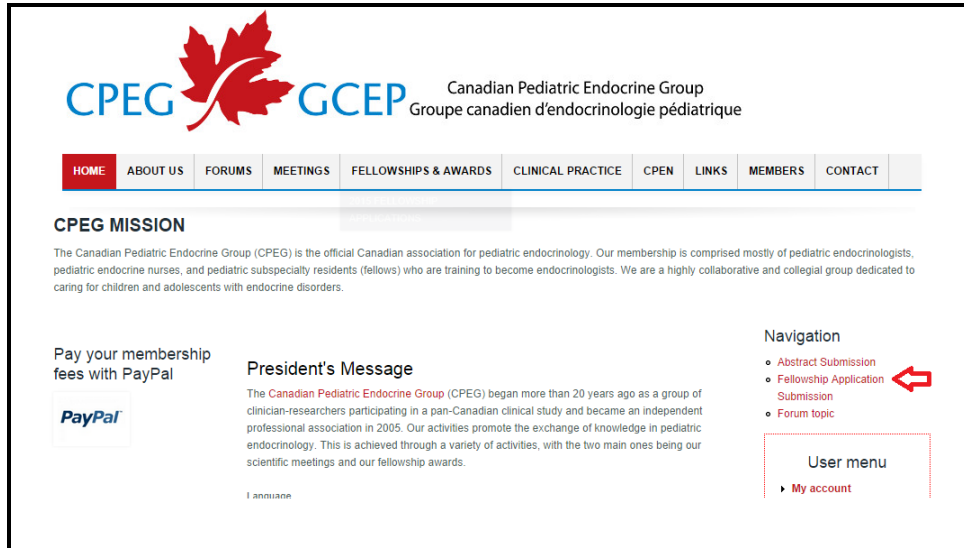 CPEG GCEP
Canadian Pediatric Endocrine Group
Groupe canadien d'endocrinologie pédiatrique
HOME ABOUT US FORUMS MEETINGS FELLOWSHIPS & AWARDS CLINICAL PRACTICE CPEN LINKS MEMBERS CONTACT
CPEG MISSION
The Canadian Pediatric Endocrine Group (CPEG) is the official Canadian association for pediatric endocrinology. Our membership is comprised mostly of pediatric endocrinologists,
pediatric endocrine nurses, and pediatric subspecialty residents (fellows) who are training to become endocrinologists. We are a highly collaborative and collegial group dedicated to
caring for children and adolescents with endocrine disorders.
Pay your membership
fees with PayPal
PayPal
President's Message
The Canadian Pediatric Endocrine Group (CPEG) began more than 20 years ago as a group of
clinician-researchers participating in a pan-Canadian clinical study and became an independent
professional association in 2005. Our activities promote the exchange of knowledge in pediatric
endocrinology. This is achieved through a variety of activities, with the two main ones being our
scientific meetings and our fellowship awards.
Language
Navigation
Abstract Submission
Fellowship Application
Submission
Forum topic
User menu
My account